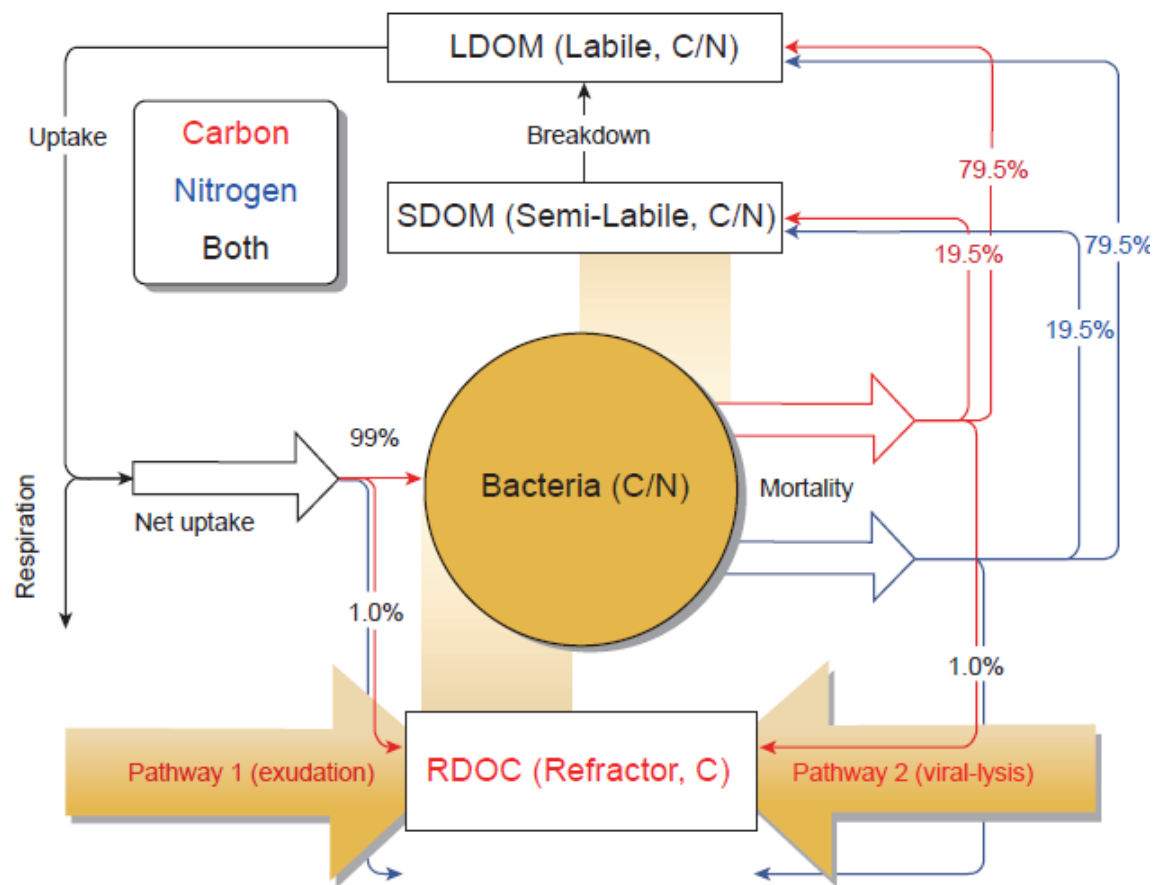 LDOM (Labile, C/N)
Uptake
Carbon
Nitrogen
Both
Breakdown
79.5%
SDOM (Semi-Labile, C/N)
19.5%
79.5%
19.5%
99%
Bacteria (C/N)
Mortality
Net uptake
Respiration
1.0%
1.0%
Pathway 1 (exudation)
RDOC (Refractor, C)
Pathway 2 (viral-lysis)